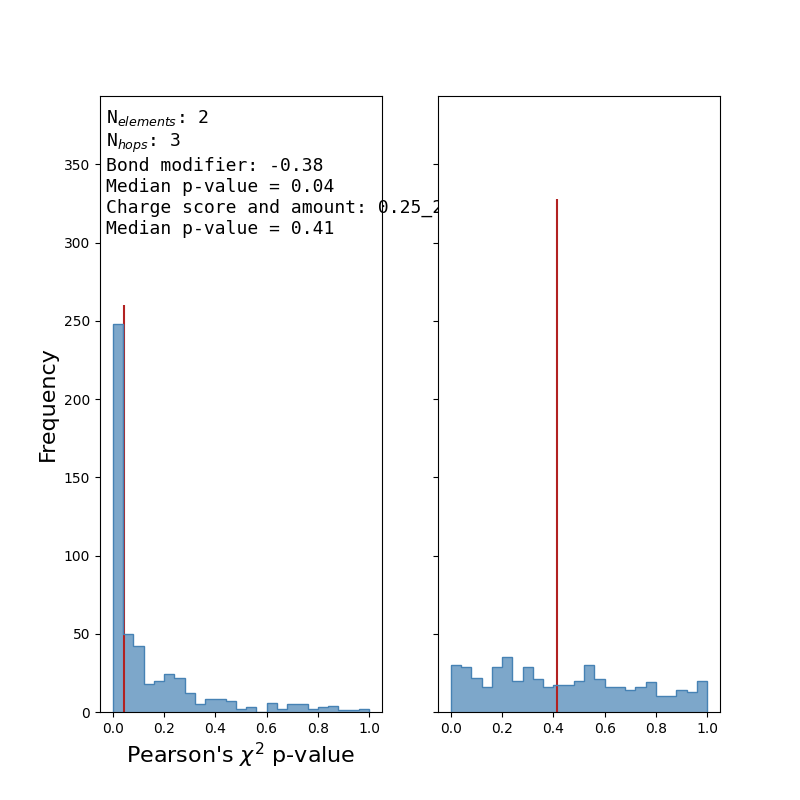 N_elements: 2
N_hops: 3
Bond modifier: -0.38
Median p-value = 0.04
Charge score and amount: 0.25_2
Median p-value = 0.41
350
300
250
200
150
100
50
0
Frequency
0.0 0.2 0.4 0.6 0.8 1.0
0.0 0.2 0.4 0.6 0.8 1.0
Pearson's χ² p-value